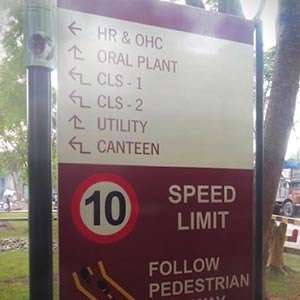 ← HR & OHC
↑ ORAL PLANT
↰ CLS - 1
↰ CLS - 2
↑ UTILITY
↰ CANTEEN
10
SPEED
LIMIT
FOLLOW
PEDESTRIAN